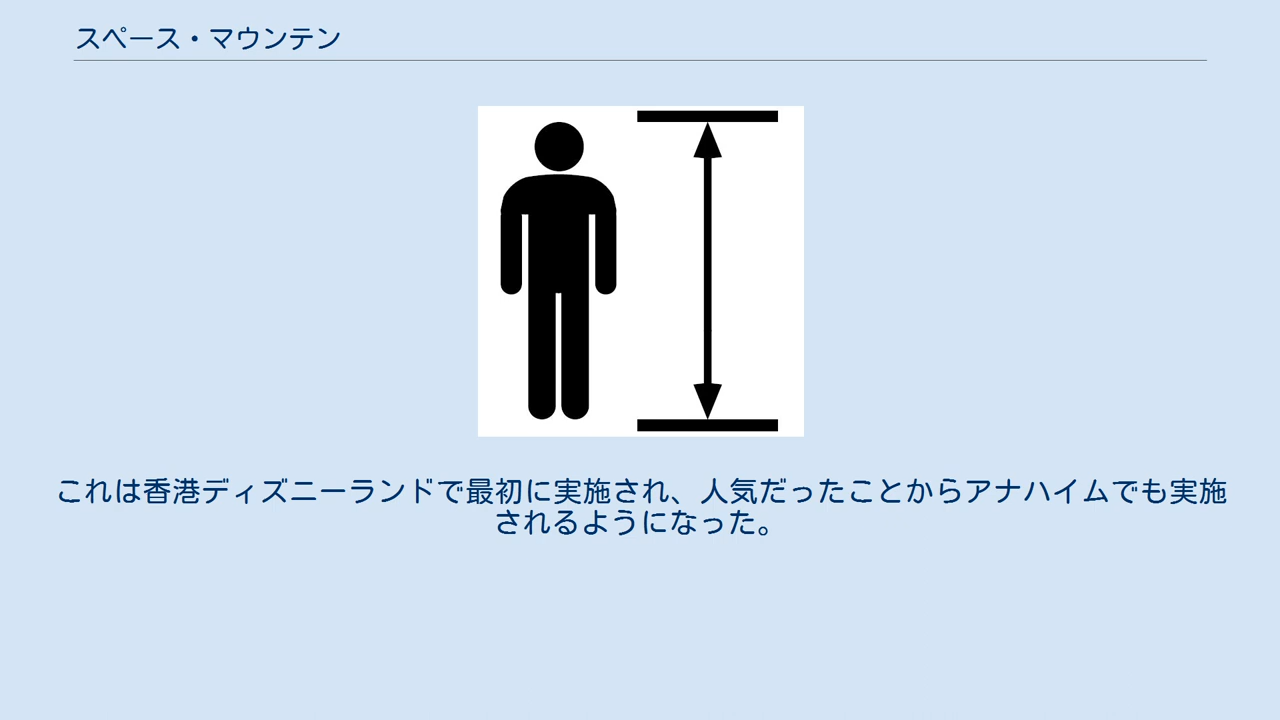 スペース・マウンテン
これは香港ディズニーランドで最初に実施され、人気だったことからアナハイムでも実施
されるようになった。